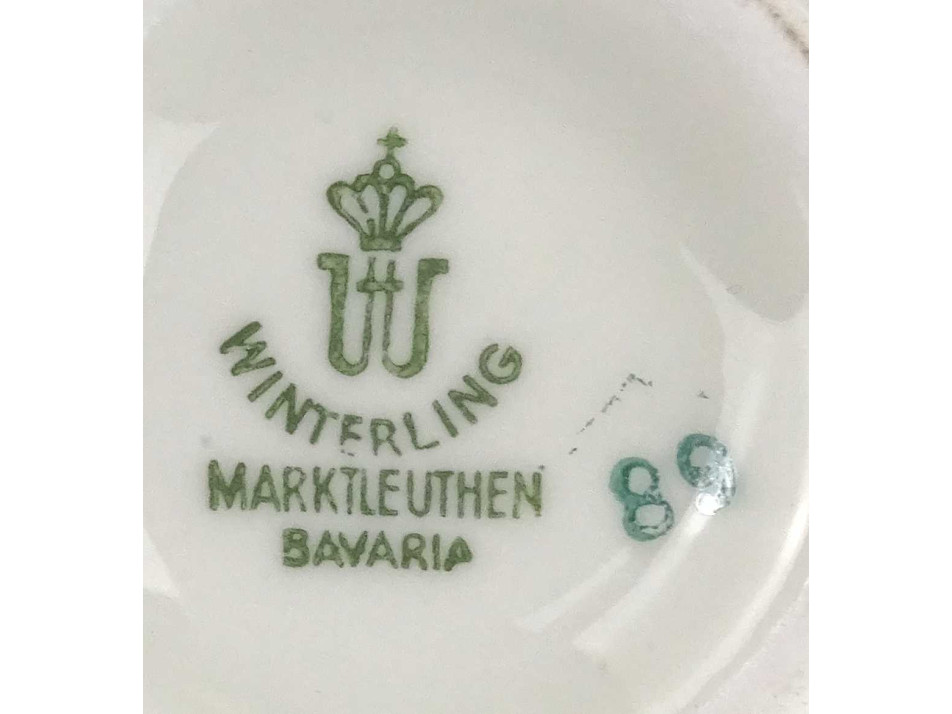 W
WINTERLING
MARKTLEUTHEN
BAVARIA
89